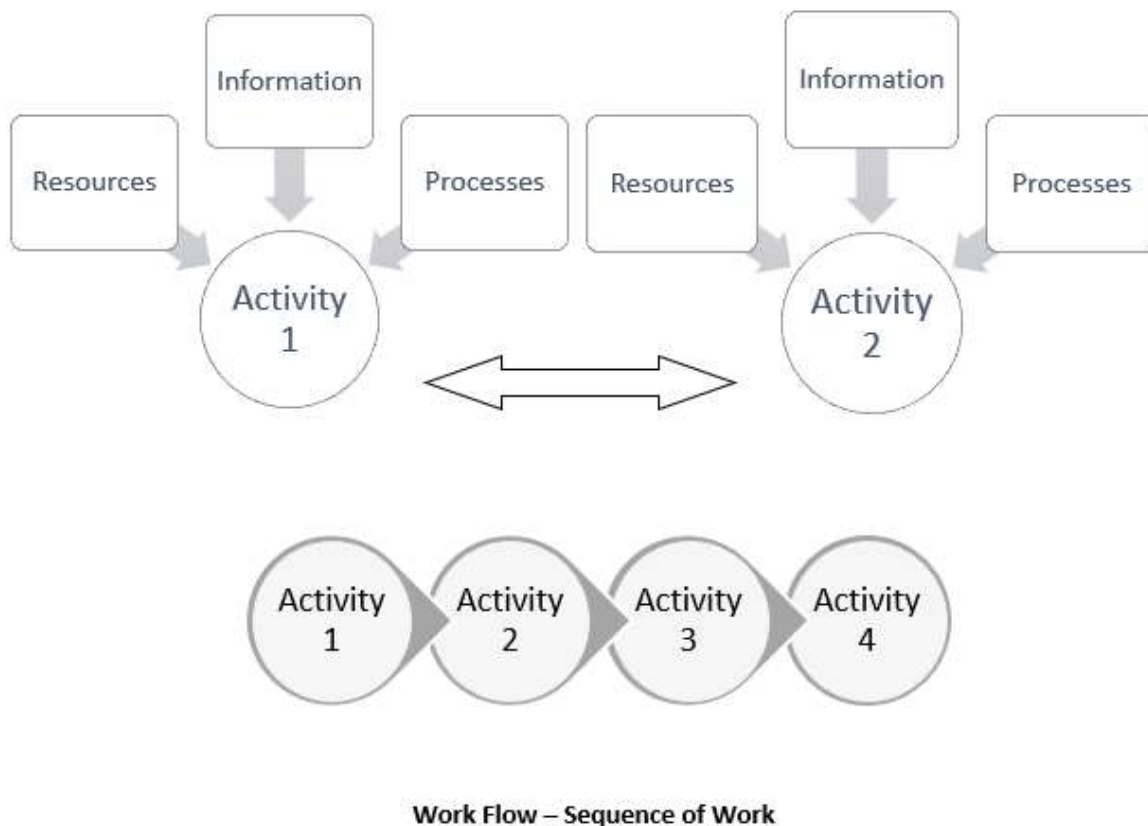 Information
Information
Resources
Processes
Resources
Processes
Activity
1
Activity
2
Activity
1
Activity
2
Activity
3
Activity
4
Work Flow – Sequence of Work